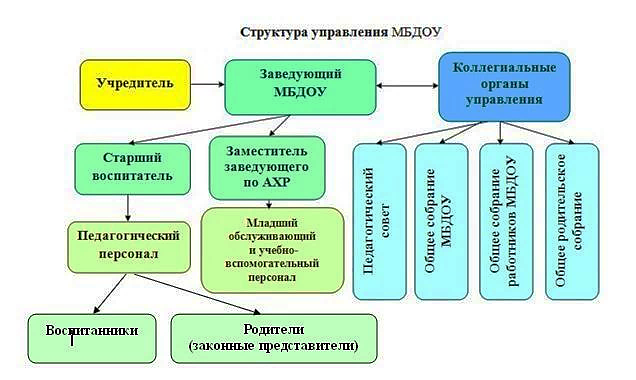 Структура управления МБДОУ
Учредитель
Заведующий
МБДОУ
Коллегиальные
органы
управления
Старший
воспитатель
Заместитель
заведующего
по АХР
Педагогический
совет
Общее собрание
МБДОУ
Общее собрание
работников МБДОУ
Общее родительское
собрание
Педагогический
персонал
Младший
обслуживающий
и учебно-
вспомогательный
персонал
Воспитанники
Родители
(законные представители)